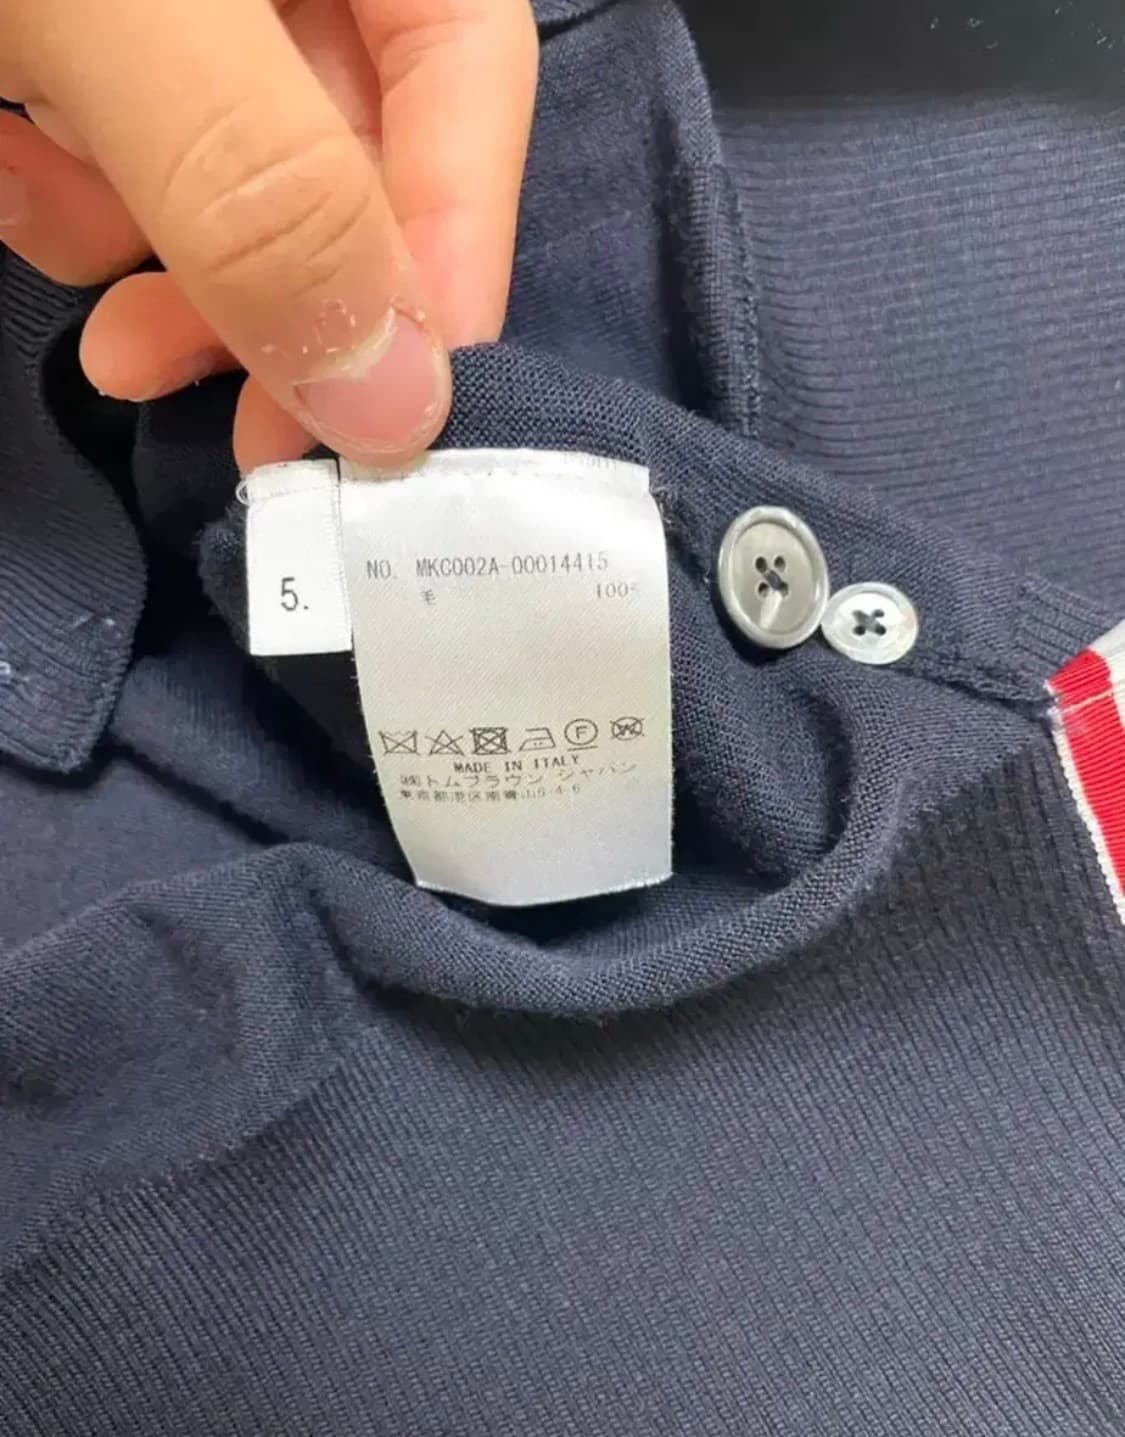 5.
NO. MKC002A-00014415
毛 100%
F
W
MADE IN ITALY
㈱トムブラウン ジャパン
東京都港区南青山5-4-6